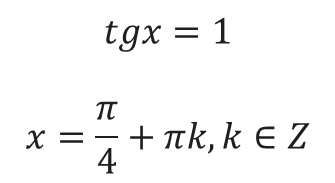 tgx = 1
x = π/4 + πk, k ∈ Z